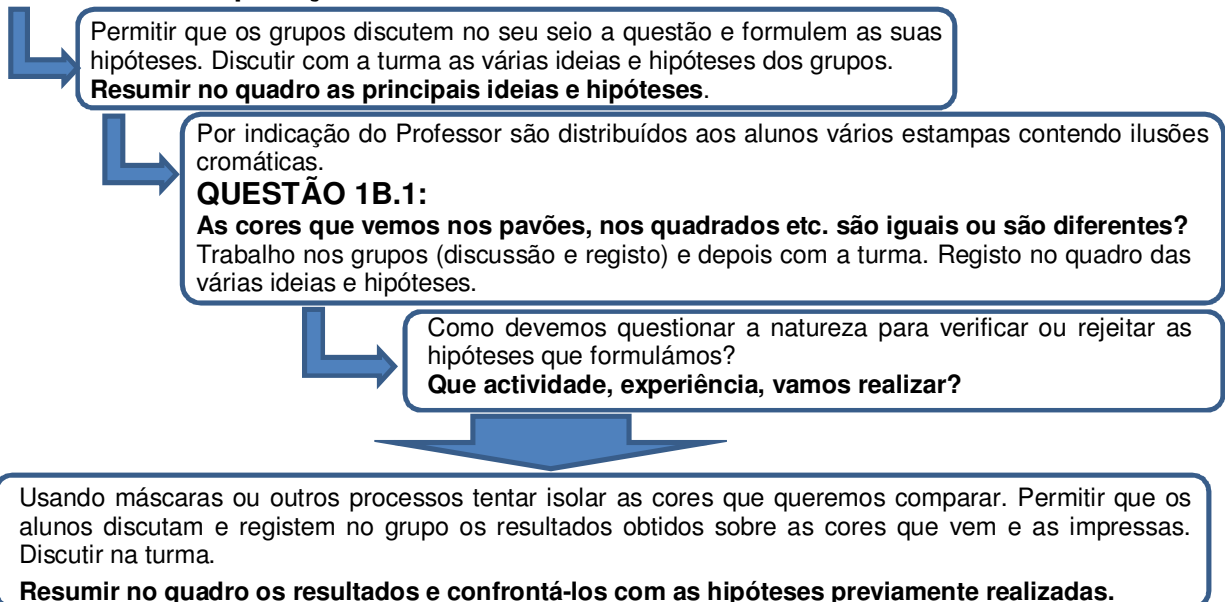 Permitir que os grupos discutem no seu seio a questão e formulem as suas
hipóteses. Discutir com a turma as várias ideias e hipóteses dos grupos.
Resumir no quadro as principais ideias e hipóteses.
Por indicação do Professor são distribuídos aos alunos vários estampas contendo ilusões
cromáticas.
QUESTÃO 1B.1:
As cores que vemos nos pavões, nos quadrados etc. são iguais ou são diferentes?
Trabalho nos grupos (discussão e registo) e depois com a turma. Registo no quadro das
várias ideias e hipóteses.
Como devemos questionar a natureza para verificar ou rejeitar as
hipóteses que formulámos?
Que actividade, experiência, vamos realizar?
Usando máscaras ou outros processos tentar isolar as cores que queremos comparar. Permitir que os
alunos discutam e registem no grupo os resultados obtidos sobre as cores que vem e as impressas.
Discutir na turma.
Resumir no quadro os resultados e confrontá-los com as hipóteses previamente realizadas.